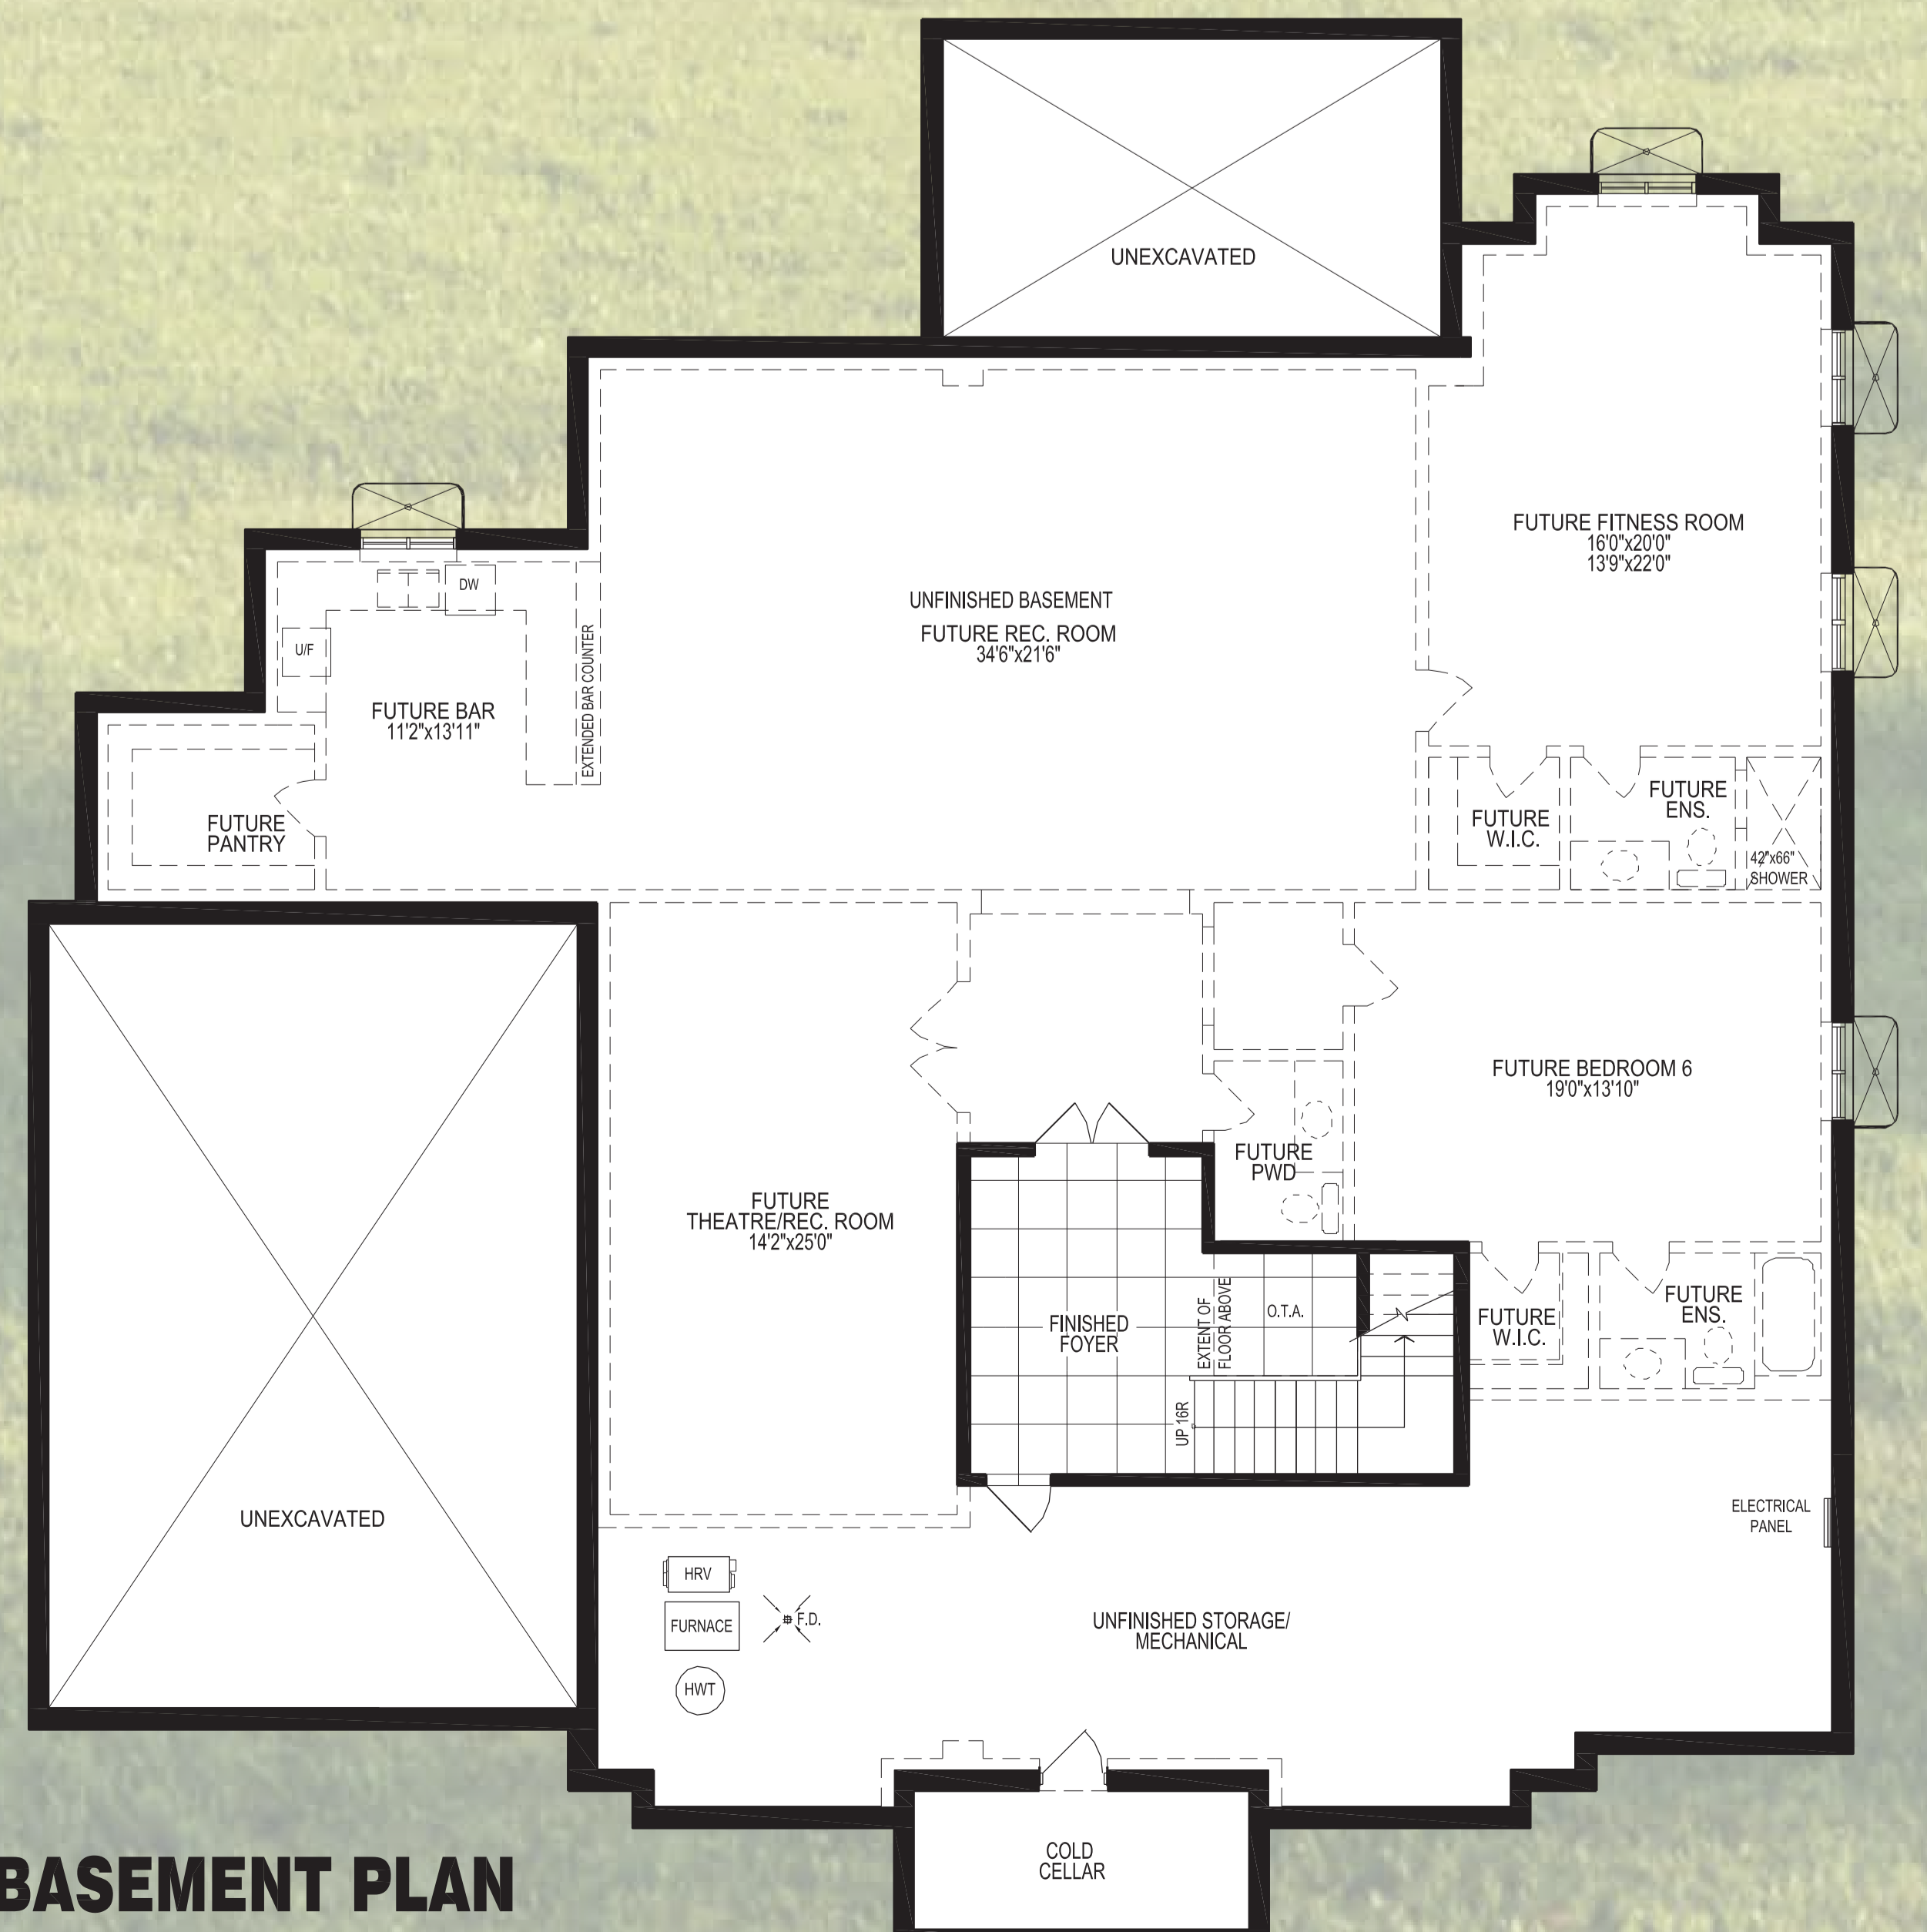 UNEXCAVATED
FUTURE FITNESS ROOM
16'0"x20'0"
13'9"x22'0"
UNFINISHED BASEMENT
FUTURE REC. ROOM
34'6"x21'6"
DW
U/F
EXTENDED BAR COUNTER
FUTURE BAR
11'2"x13'11"
FUTURE
PANTRY
FUTURE
W.I.C.
FUTURE
ENS.
42"x66"
SHOWER
FUTURE BEDROOM 6
19'0"x13'10"
FUTURE
PWD
FUTURE
THEATRE/REC. ROOM
14'2"x25'0"
FINISHED
FOYER
EXTENT OF
FLOOR ABOVE
O.T.A.
UP 16R
FUTURE
W.I.C.
FUTURE
ENS.
UNEXCAVATED
ELECTRICAL
PANEL
HRV
FURNACE
F.D.
HWT
UNFINISHED STORAGE/
MECHANICAL
COLD
CELLAR
BASEMENT PLAN